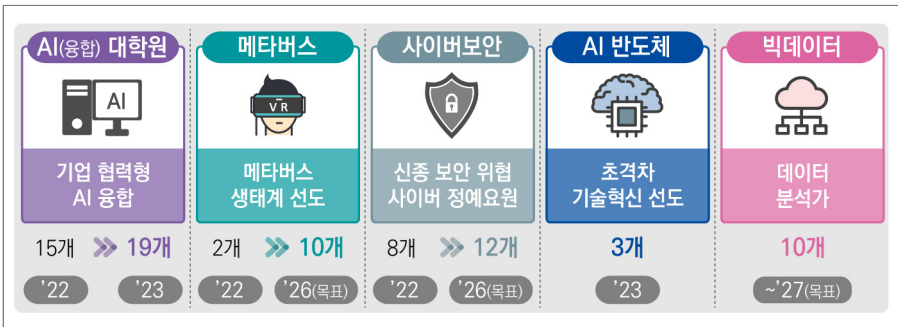 AI(융합) 대학원
AI
기업 협력형
AI 융합
15개 >> 19개
'22 '23
메타버스
VR
메타버스
생태계 선도
2개 >> 10개
'22 '26(목표)
사이버보안
신종 보안 위협
사이버 정예요원
8개 >> 12개
'22 '26(목표)
AI 반도체
초격차
기술혁신 선도
3개
'23
빅데이터
데이터
분석가
10개
~'27(목표)